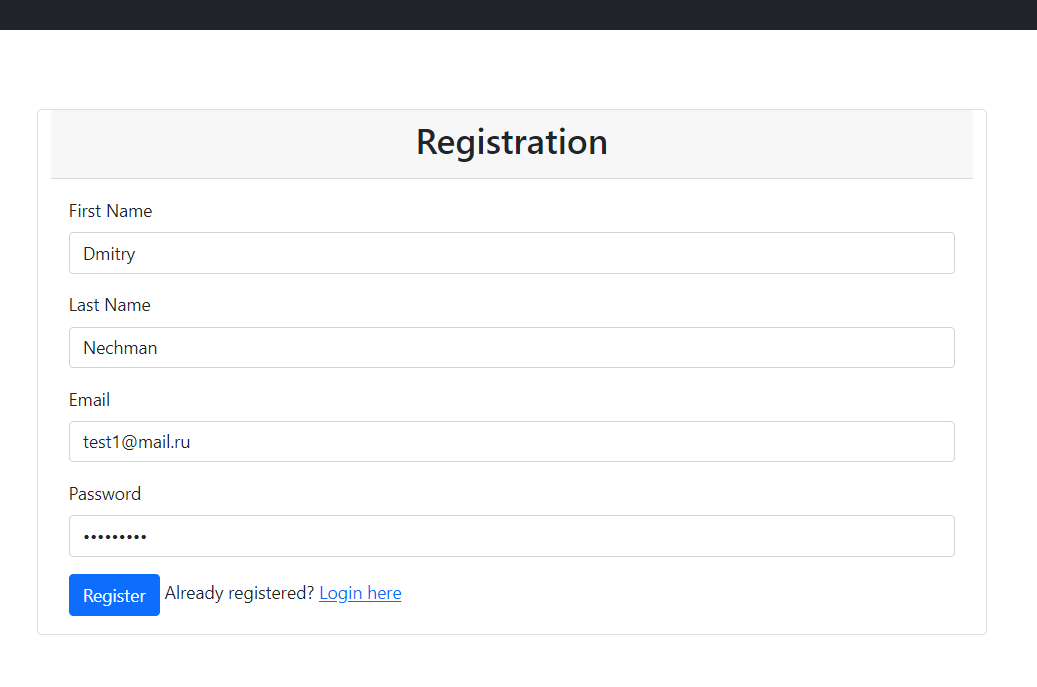 Registration
First Name
Dmitry
Last Name
Nechman
Email
test1@mail.ru
Password
•••••••••
Register Already registered? Login here